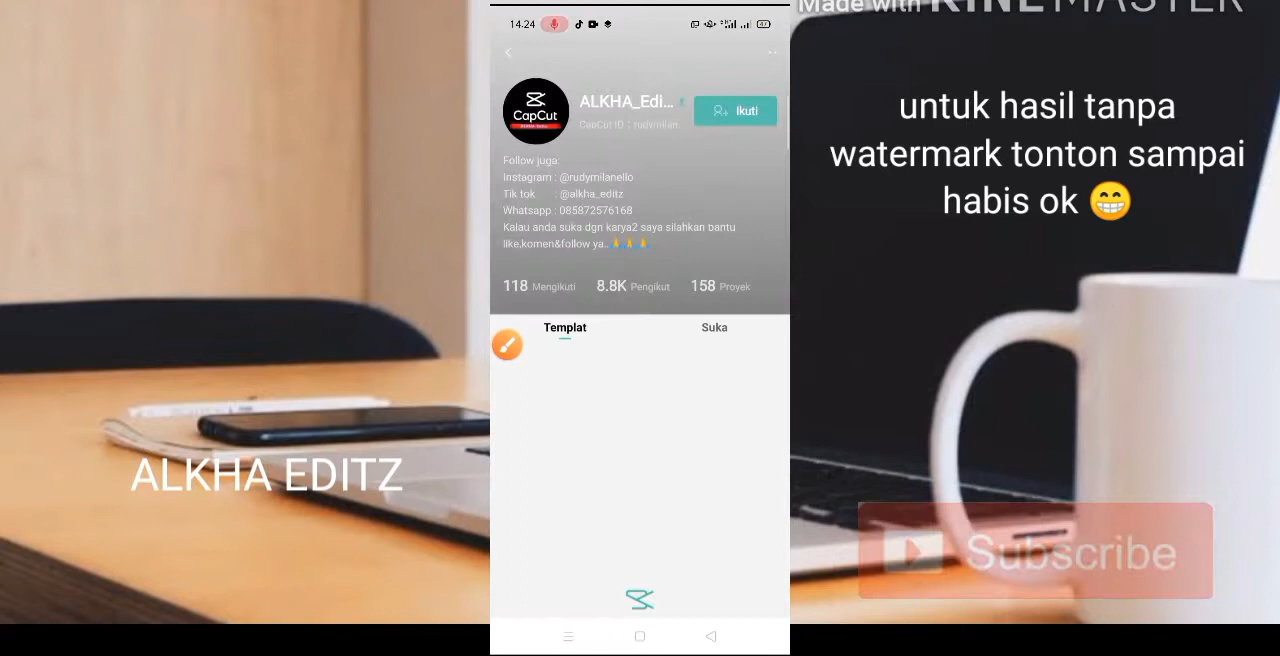 14.24
ALKHA_Edi...
Ikuti
CapCut
CapCut ID : rudymilan..
Follow juga:
Instagram : @rudymilanello
Tik tok : @alkha_editz
Whatsapp : 085872576168
Kalau anda suka dgn karya2 saya silahkan bantu
like,komen&follow ya..🙏🙏🙏
118 Mengikuti 8.8K Pengikut 158 Proyek
Templat Suka
ALKHA EDITZ
Made with KINEMASTER
untuk hasil tanpa
watermark tonton sampai
habis ok 😁
Subscribe